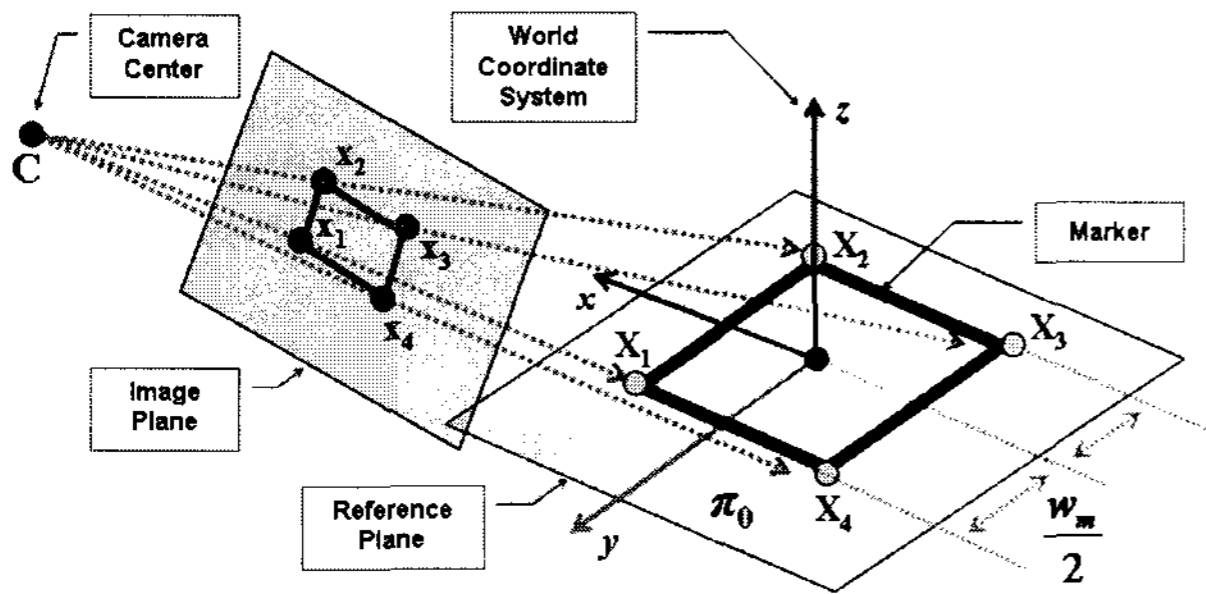 Camera
Center
C
World
Coordinate
System
z
x₂
x₁
x₃
x₄
X₂
Marker
x
X₁
X₃
Image
Plane
Reference
Plane
y
π₀
X₄
wₘ
2